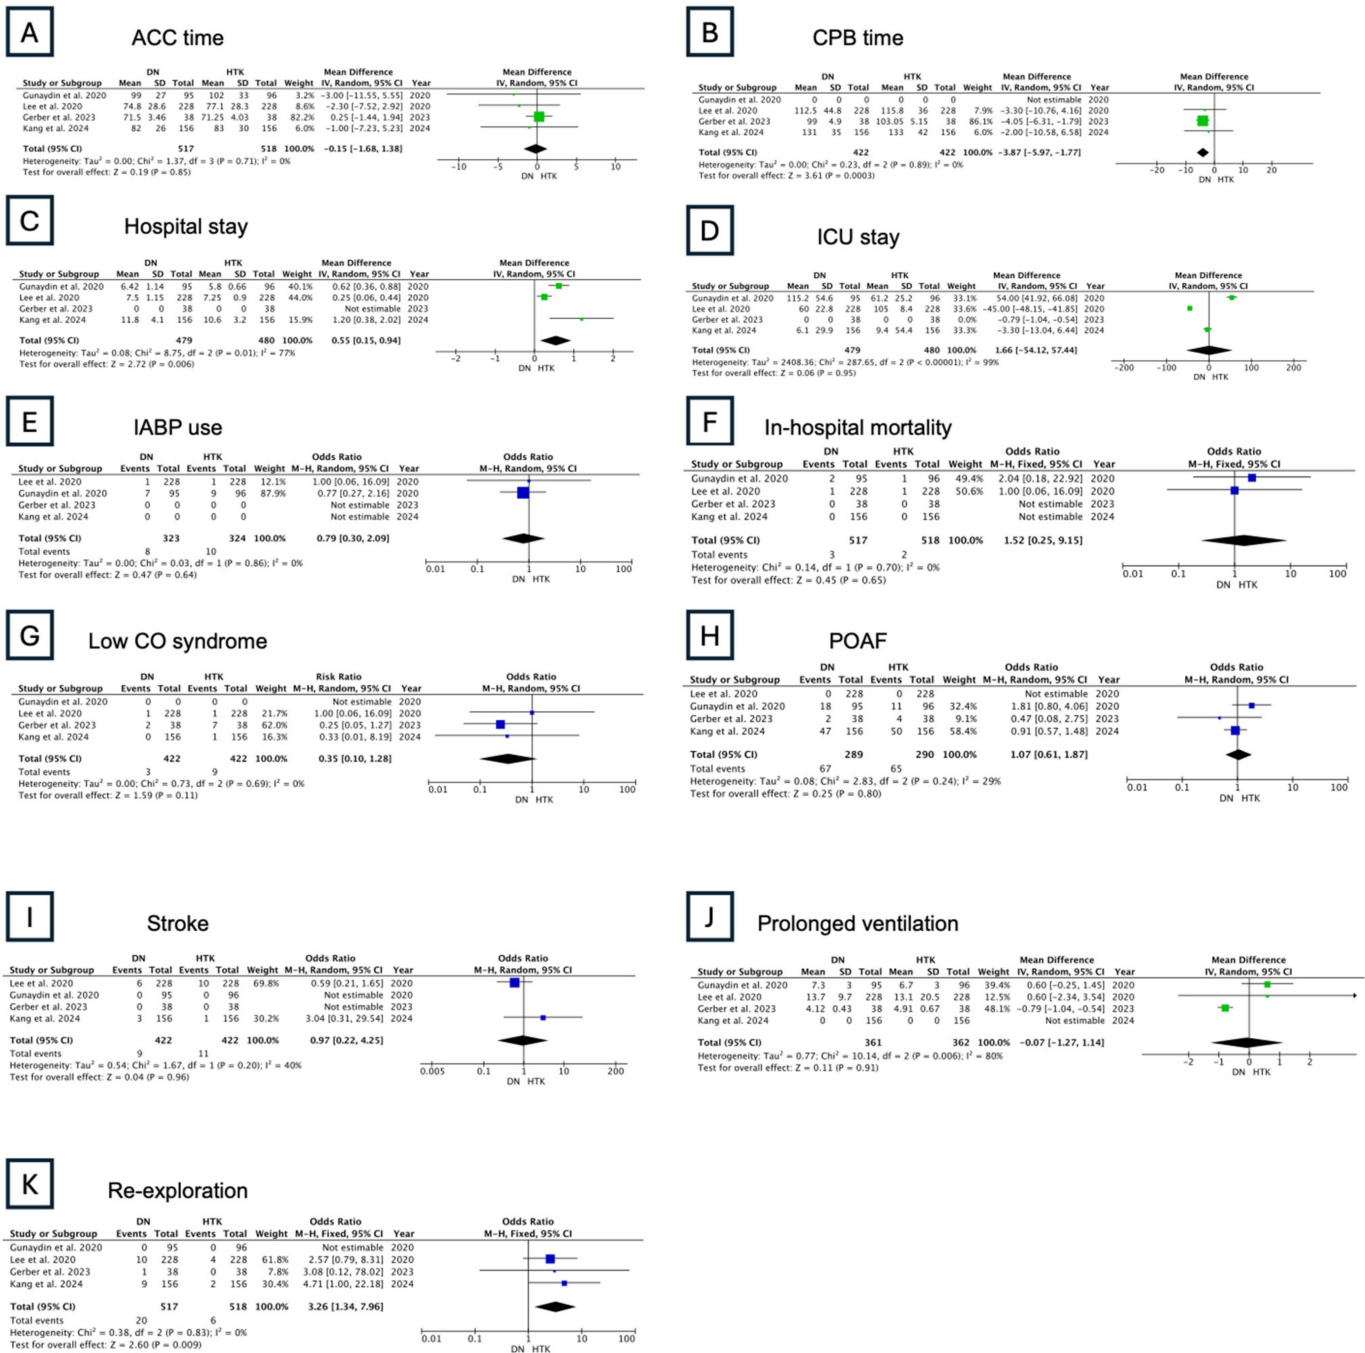 A
ACC time
DN HTK Mean Difference Mean Difference
Study or Subgroup Mean SD Total Mean SD Total Weight IV, Random, 95% CI Year IV, Random, 95% CI
Gunaydin et al. 2020 99 27 95 102 33 96 3.2% -3.00 [-11.55, 5.55] 2020
Lee et al. 2020 74.8 28.6 228 77.1 28.3 228 8.6% -2.30 [-7.52, 2.92] 2020
Gerber et al. 2023 71.5 3.46 38 71.25 4.03 38 82.2% 0.25 [-1.44, 1.94] 2023
Kang et al. 2024 82 26 156 83 30 156 6.0% -1.00 [-7.23, 5.23] 2024
Total (95% CI) 517 518 100.0% -0.15 [-1.68, 1.38]
Heterogeneity: Tau² = 0.00; Chi² = 1.37, df = 3 (P = 0.71); I² = 0%
Test for overall effect: Z = 0.19 (P = 0.85)
-10 -5 0 5 10
DN HTK
B
CPB time
DN HTK Mean Difference Mean Difference
Study or Subgroup Mean SD Total Mean SD Total Weight IV, Random, 95% CI Year IV, Random, 95% CI
Gunaydin et al. 2020 0 0 0 0 0 0 Not estimable 2020
Lee et al. 2020 112.5 44.8 228 115.8 36 228 7.9% -3.30 [-10.76, 4.16] 2020
Gerber et al. 2023 99 4.9 38 103.05 5.15 38 86.1% -4.05 [-6.31, -1.79] 2023
Kang et al. 2024 131 35 156 133 42 156 6.0% -2.00 [-10.58, 6.58] 2024
Total (95% CI) 422 422 100.0% -3.87 [-5.97, -1.77]
Heterogeneity: Tau² = 0.00; Chi² = 0.23, df = 2 (P = 0.89); I² = 0%
Test for overall effect: Z = 3.61 (P = 0.0003)
-20 -10 0 10 20
DN HTK
C
Hospital stay
DN HTK Mean Difference Mean Difference
Study or Subgroup Mean SD Total Mean SD Total Weight IV, Random, 95% CI Year IV, Random, 95% CI
Gunaydin et al. 2020 6.42 1.14 95 5.8 0.66 96 40.1% 0.62 [0.36, 0.88] 2020
Lee et al. 2020 7.5 1.15 228 7.25 0.9 228 44.0% 0.25 [0.06, 0.44] 2020
Gerber et al. 2023 0 0 38 0 0 38 Not estimable 2023
Kang et al. 2024 11.8 4.1 156 10.6 3.2 156 15.9% 1.20 [0.38, 2.02] 2024
Total (95% CI) 479 480 100.0% 0.55 [0.15, 0.94]
Heterogeneity: Tau² = 0.08; Chi² = 8.75, df = 2 (P = 0.01); I² = 77%
Test for overall effect: Z = 2.72 (P = 0.006)
-2 -1 0 1 2
DN HTK
D
ICU stay
DN HTK Mean Difference Mean Difference
Study or Subgroup Mean SD Total Mean SD Total Weight IV, Random, 95% CI Year IV, Random, 95% CI
Gunaydin et al. 2020 115.2 54.6 95 61.2 25.2 96 33.1% 54.00 [41.92, 66.08] 2020
Lee et al. 2020 60 22.8 228 105 8.4 228 33.6% -45.00 [-48.15, -41.85] 2020
Gerber et al. 2023 0 0 38 0 0 38 0.0% -0.79 [-1.04, -0.54] 2023
Kang et al. 2024 6.1 29.9 156 9.4 54.4 156 33.3% -3.30 [-13.04, 6.44] 2024
Total (95% CI) 479 480 100.0% 1.66 [-54.12, 57.44]
Heterogeneity: Tau² = 2408.36; Chi² = 287.65, df = 2 (P < 0.00001); I² = 99%
Test for overall effect: Z = 0.06 (P = 0.95)
-200 -100 0 100 200
DN HTK
E
IABP use
DN HTK Odds Ratio Odds Ratio
Study or Subgroup Events Total Events Total Weight M-H, Random, 95% CI Year M-H, Random, 95% CI
Lee et al. 2020 1 228 1 228 12.1% 1.00 [0.06, 16.09] 2020
Gunaydin et al. 2020 7 95 9 96 87.9% 0.77 [0.27, 2.16] 2020
Gerber et al. 2023 0 0 0 0 Not estimable 2023
Kang et al. 2024 0 0 0 0 Not estimable 2024
Total (95% CI) 323 324 100.0% 0.79 [0.30, 2.09]
Total events 8 10
Heterogeneity: Tau² = 0.00; Chi² = 0.03, df = 1 (P = 0.86); I² = 0%
Test for overall effect: Z = 0.47 (P = 0.64)
0.01 0.1 1 10 100
DN HTK
F
In-hospital mortality
DN HTK Odds Ratio Odds Ratio
Study or Subgroup Events Total Events Total Weight M-H, Fixed, 95% CI Year M-H, Fixed, 95% CI
Gunaydin et al. 2020 2 95 1 96 49.4% 2.04 [0.18, 22.92] 2020
Lee et al. 2020 1 228 1 228 50.6% 1.00 [0.06, 16.09] 2020
Gerber et al. 2023 0 38 0 38 Not estimable 2023
Kang et al. 2024 0 156 0 156 Not estimable 2024
Total (95% CI) 517 518 100.0% 1.52 [0.25, 9.15]
Total events 3 2
Heterogeneity: Chi² = 0.14, df = 1 (P = 0.70); I² = 0%
Test for overall effect: Z = 0.45 (P = 0.65)
0.01 0.1 1 10 100
DN HTK
G
Low CO syndrome
DN HTK Risk Ratio Odds Ratio
Study or Subgroup Events Total Events Total Weight M-H, Random, 95% CI Year M-H, Random, 95% CI
Gunaydin et al. 2020 0 0 0 0 Not estimable 2020
Lee et al. 2020 1 228 1 228 21.7% 1.00 [0.06, 16.09] 2020
Gerber et al. 2023 2 38 7 38 62.0% 0.25 [0.05, 1.27] 2023
Kang et al. 2024 0 156 1 156 16.3% 0.33 [0.01, 8.19] 2024
Total (95% CI) 422 422 100.0% 0.35 [0.10, 1.28]
Total events 3 9
Heterogeneity: Tau² = 0.00; Chi² = 0.73, df = 2 (P = 0.69); I² = 0%
Test for overall effect: Z = 1.59 (P = 0.11)
0.01 0.1 1 10 100
DN HTK
H
POAF
DN HTK Odds Ratio Odds Ratio
Study or Subgroup Events Total Events Total Weight M-H, Random, 95% CI Year M-H, Random, 95% CI
Lee et al. 2020 0 228 0 228 Not estimable 2020
Gunaydin et al. 2020 18 95 11 96 32.4% 1.81 [0.80, 4.06] 2020
Gerber et al. 2023 2 38 4 38 9.1% 0.47 [0.08, 2.75] 2023
Kang et al. 2024 47 156 50 156 58.4% 0.91 [0.57, 1.48] 2024
Total (95% CI) 289 290 100.0% 1.07 [0.61, 1.87]
Total events 67 65
Heterogeneity: Tau² = 0.08; Chi² = 2.83, df = 2 (P = 0.24); I² = 29%
Test for overall effect: Z = 0.25 (P = 0.80)
0.01 0.1 1 10 100
DN HTK
I
Stroke
DN HTK Odds Ratio Odds Ratio
Study or Subgroup Events Total Events Total Weight M-H, Random, 95% CI Year M-H, Random, 95% CI
Lee et al. 2020 6 228 10 228 69.8% 0.59 [0.21, 1.65] 2020
Gunaydin et al. 2020 0 95 0 96 Not estimable 2020
Gerber et al. 2023 0 38 0 38 Not estimable 2023
Kang et al. 2024 3 156 1 156 30.2% 3.04 [0.31, 29.54] 2024
Total (95% CI) 422 422 100.0% 0.97 [0.22, 4.25]
Total events 9 11
Heterogeneity: Tau² = 0.54; Chi² = 1.67, df = 1 (P = 0.20); I² = 40%
Test for overall effect: Z = 0.04 (P = 0.96)
0.005 0.1 1 10 200
DN HTK
J
Prolonged ventilation
DN HTK Mean Difference Mean Difference
Study or Subgroup Mean SD Total Mean SD Total Weight IV, Random, 95% CI Year IV, Random, 95% CI
Gunaydin et al. 2020 7.3 3 95 6.7 3 96 39.4% 0.60 [-0.25, 1.45] 2020
Lee et al. 2020 13.7 9.7 228 13.1 20.5 228 12.5% 0.60 [-2.34, 3.54] 2020
Gerber et al. 2023 4.12 0.43 38 4.91 0.67 38 48.1% -0.79 [-1.04, -0.54] 2023
Kang et al. 2024 0 0 156 0 0 156 Not estimable 2024
Total (95% CI) 361 362 100.0% -0.07 [-1.27, 1.14]
Heterogeneity: Tau² = 0.77; Chi² = 10.14, df = 2 (P = 0.006); I² = 80%
Test for overall effect: Z = 0.11 (P = 0.91)
-2 -1 0 1 2
DN HTK
K
Re-exploration
DN HTK Odds Ratio Odds Ratio
Study or Subgroup Events Total Events Total Weight M-H, Fixed, 95% CI Year M-H, Fixed, 95% CI
Gunaydin et al. 2020 0 95 0 96 Not estimable 2020
Lee et al. 2020 10 228 4 228 61.8% 2.57 [0.79, 8.31] 2020
Gerber et al. 2023 1 38 0 38 7.8% 3.08 [0.12, 78.02] 2023
Kang et al. 2024 9 156 2 156 30.4% 4.71 [1.00, 22.18] 2024
Total (95% CI) 517 518 100.0% 3.26 [1.34, 7.96]
Total events 20 6
Heterogeneity: Chi² = 0.38, df = 2 (P = 0.83); I² = 0%
Test for overall effect: Z = 2.60 (P = 0.009)
0.01 0.1 1 10 100
DN HTK